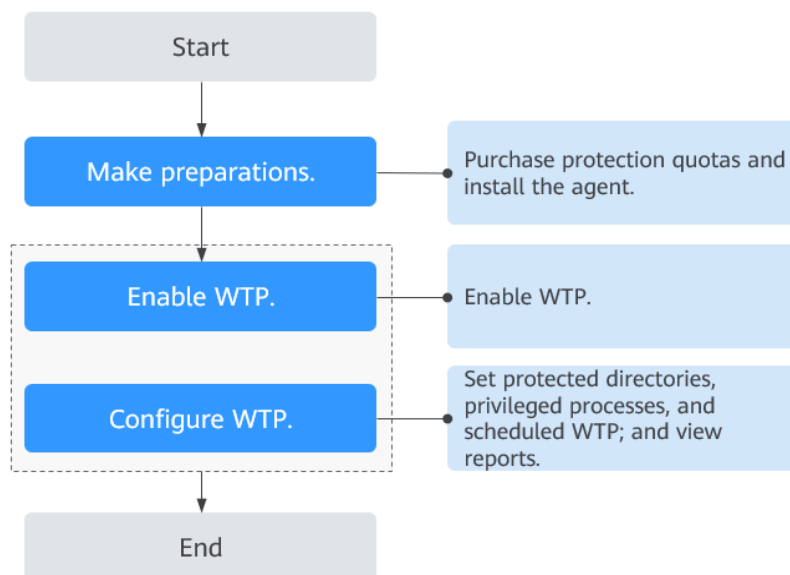 Start
Make preparations.
Purchase protection quotas and
install the agent.
Enable WTP.
Enable WTP.
Configure WTP.
Set protected directories,
privileged processes, and
scheduled WTP; and view
reports.
End